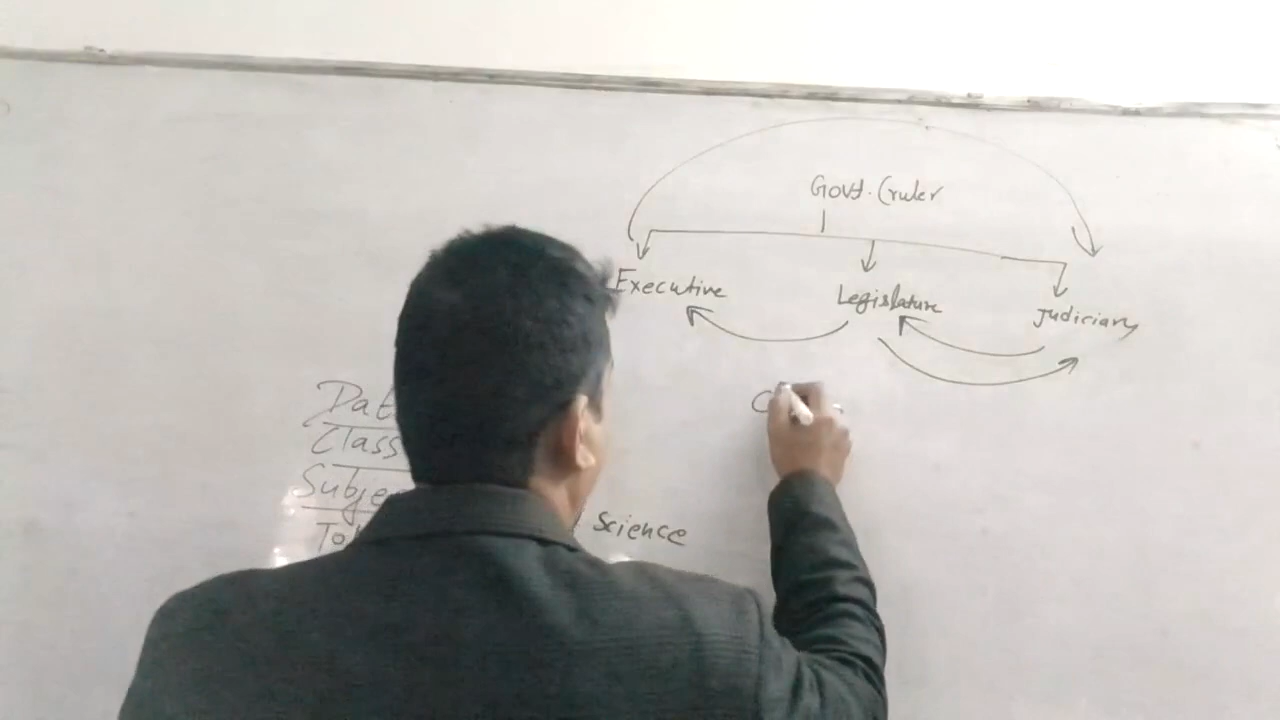 Govt. (ruler
Executive
Legislature
Judiciary
Dat
Class
Subje
To
Science
C